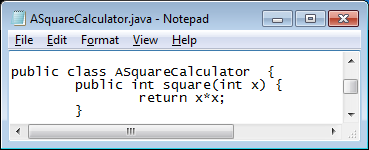 ASquareCalculator.java - Notepad
File Edit Format View Help
public class ASquareCalculator  {
        public int square(int x) {
                return x*x;
        }